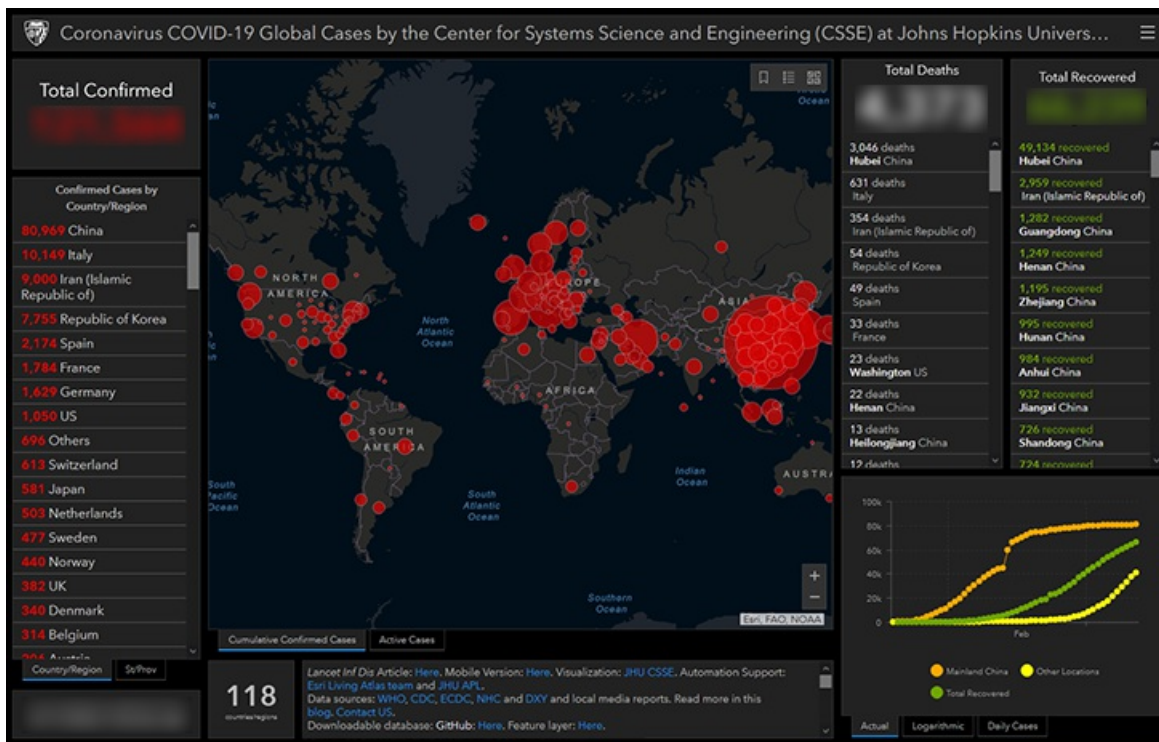 Coronavirus COVID-19 Global Cases by the Center for Systems Science and Engineering (CSSE) at Johns Hopkins Univers...
Total Confirmed
Confirmed Cases by
Country/Region
80,969 China
10,149 Italy
9,000 Iran (Islamic
Republic of)
7,755 Republic of Korea
2,174 Spain
1,784 France
1,629 Germany
1,050 US
696 Others
613 Switzerland
581 Japan
503 Netherlands
477 Sweden
440 Norway
382 UK
340 Denmark
314 Belgium
Country/Region
St/Prov
Arctic
Ocean
NORTH
AMERICA
North
Atlantic
Ocean
ASIA
AFRICA
SOUTH
AMERICA
South
Pacific
Ocean
South
Atlantic
Ocean
Indian
Ocean
AUSTR
Southern
Ocean
+
−
Esri, FAO, NOAA
Cumulative Confirmed Cases
Active Cases
118
countries/regions
Lancet Inf Dis Article: Here. Mobile Version: Here. Visualization: JHU CSSE. Automation Support:
Esri Living Atlas team and JHU APL.
Data sources: WHO, CDC, ECDC, NHC and DXY and local media reports. Read more in this
blog. Contact US.
Downloadable database: GitHub: Here. Feature layer: Here.
Total Deaths
3,046 deaths
Hubei China
631 deaths
Italy
354 deaths
Iran (Islamic Republic of)
54 deaths
Republic of Korea
49 deaths
Spain
33 deaths
France
23 deaths
Washington US
22 deaths
Henan China
13 deaths
Heilongjiang China
12 deaths
Total Recovered
49,134 recovered
Hubei China
2,959 recovered
Iran (Islamic Republic of)
1,282 recovered
Guangdong China
1,249 recovered
Henan China
1,195 recovered
Zhejiang China
995 recovered
Hunan China
984 recovered
Anhui China
932 recovered
Jiangxi China
726 recovered
Shandong China
724 recovered
100k
80k
60k
40k
20k
0
Feb
Mainland China
Other Locations
Total Recovered
Actual
Logarithmic
Daily Cases